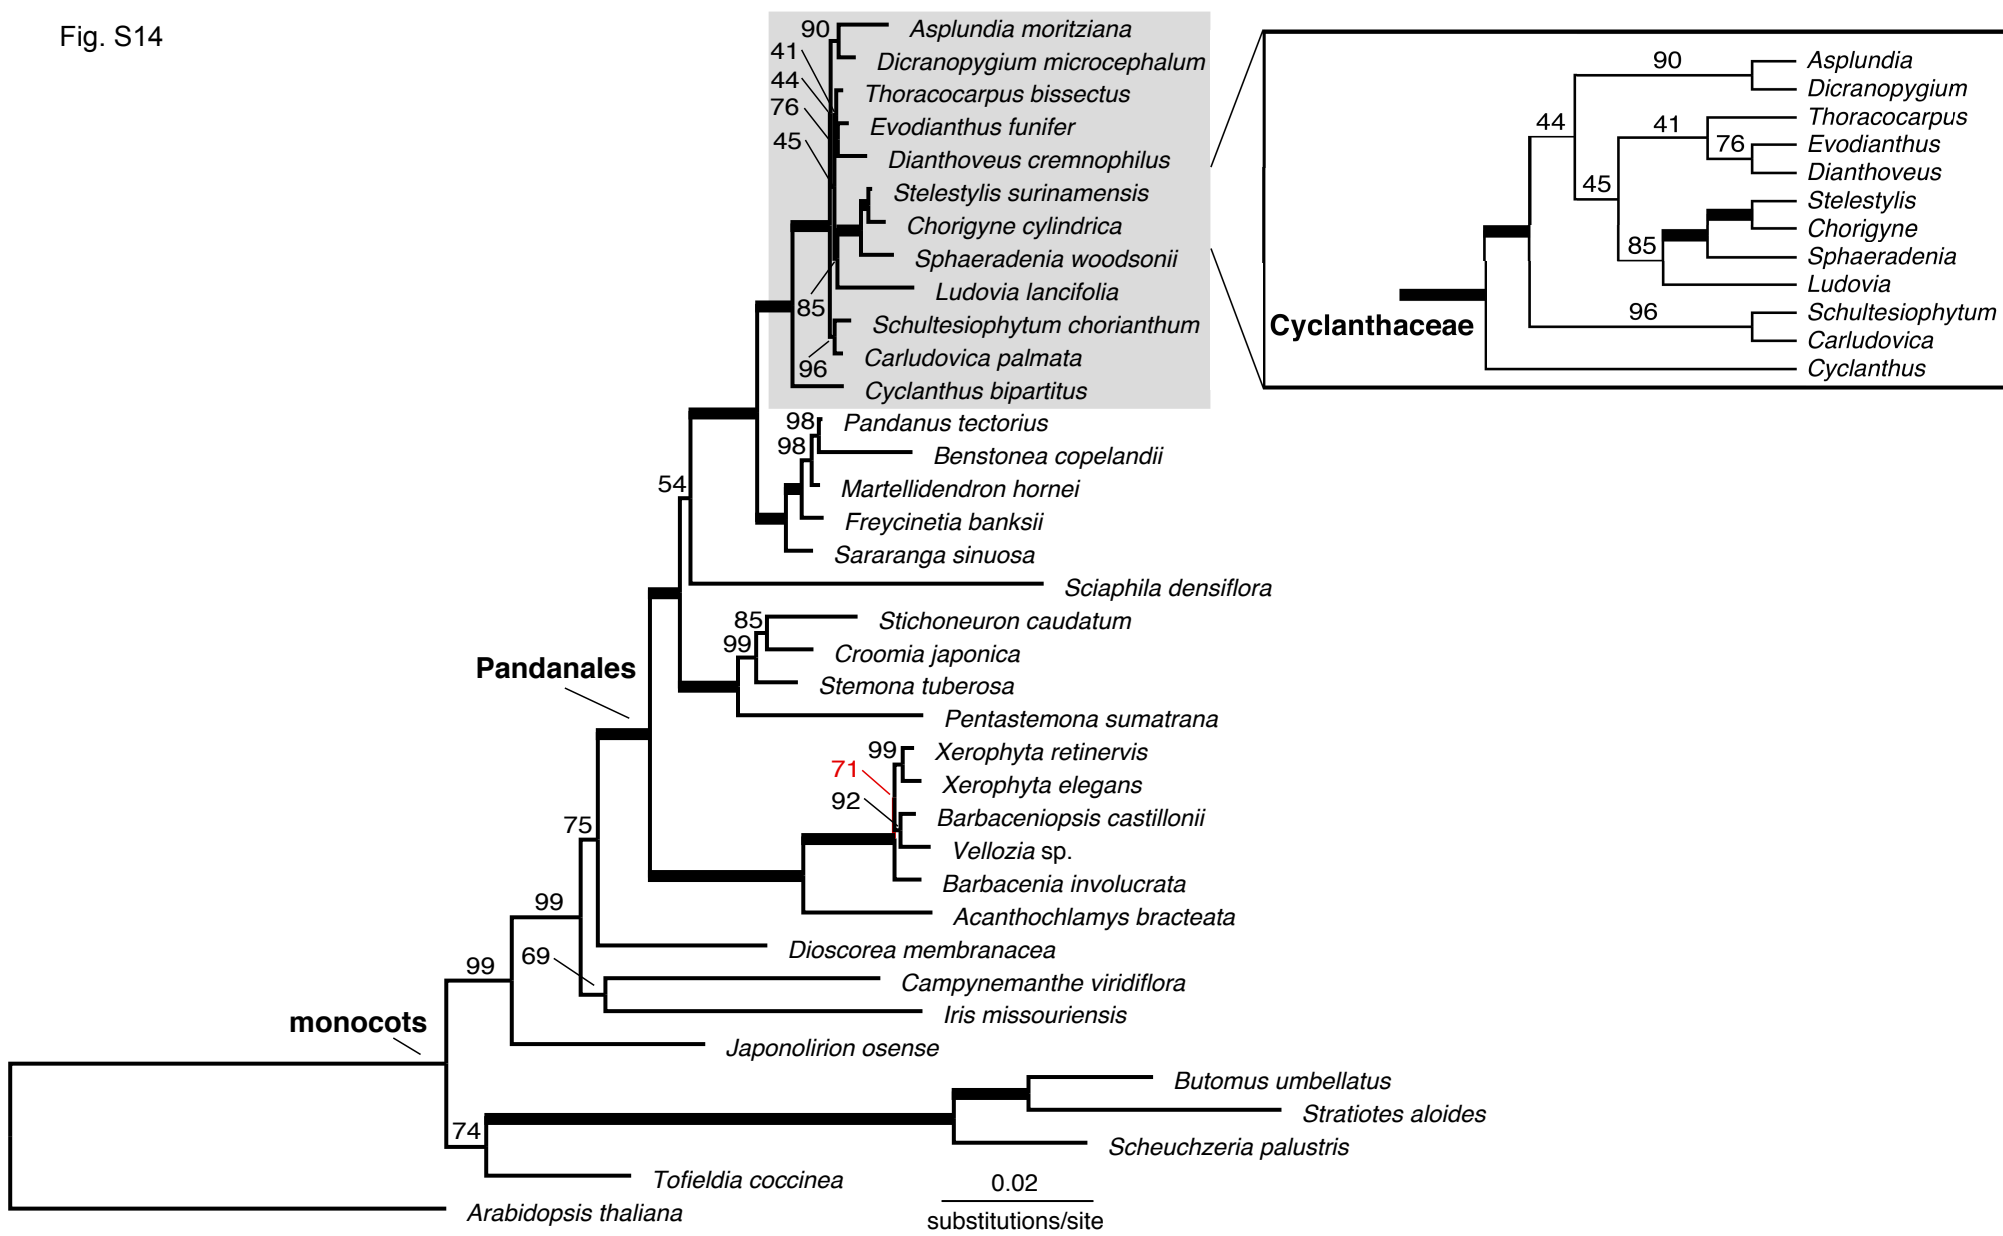 Fig. S14
90
Asplundia moritziana
41
Dicranopygium microcephalum
44
Thoracocarpus bissectus
76
Evodianthus funifer
45
Dianthoveus cremnophilus
Stelestylis surinamensis
Chorigyne cylindrica
Sphaeradenia woodsonii
Ludovia lancifolia
85
Schultesiophytum chorianthum
Carludovica palmata
96
Cyclanthus bipartitus
90
Asplundia
Dicranopygium
44
41
Thoracocarpus
76
Evodianthus
Dianthoveus
45
Stelestylis
Chorigyne
85
Sphaeradenia
Ludovia
96
Schultesiophytum
Cyclanthaceae
Carludovica
Cyclanthus
98
Pandanus tectorius
98
Benstonea copelandii
Martellidendron hornei
54
Freycinetia banksii
Sararanga sinuosa
Sciaphila densiflora
85
Stichoneuron caudatum
99
Croomia japonica
Pandanales
Stemona tuberosa
Pentastemona sumatrana
99
Xerophyta retinervis
71
Xerophyta elegans
92
Barbaceniopsis castillonii
75
Vellozia sp.
Barbacenia involucrata
99
Acanthochlamys bracteata
Dioscorea membranacea
69
99
Campynemanthe viridiflora
Iris missouriensis
monocots
Japonolirion osense
Butomus umbellatus
Stratiotes aloides
74
Scheuchzeria palustris
Tofieldia coccinea
0.02
Arabidopsis thaliana
substitutions/site